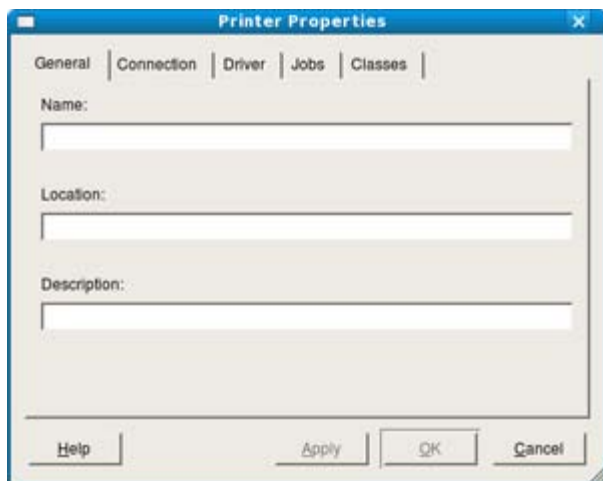 Printer Properties
General Connection Driver Jobs Classes
Name:
Location:
Description:
Help Apply OK Cancel